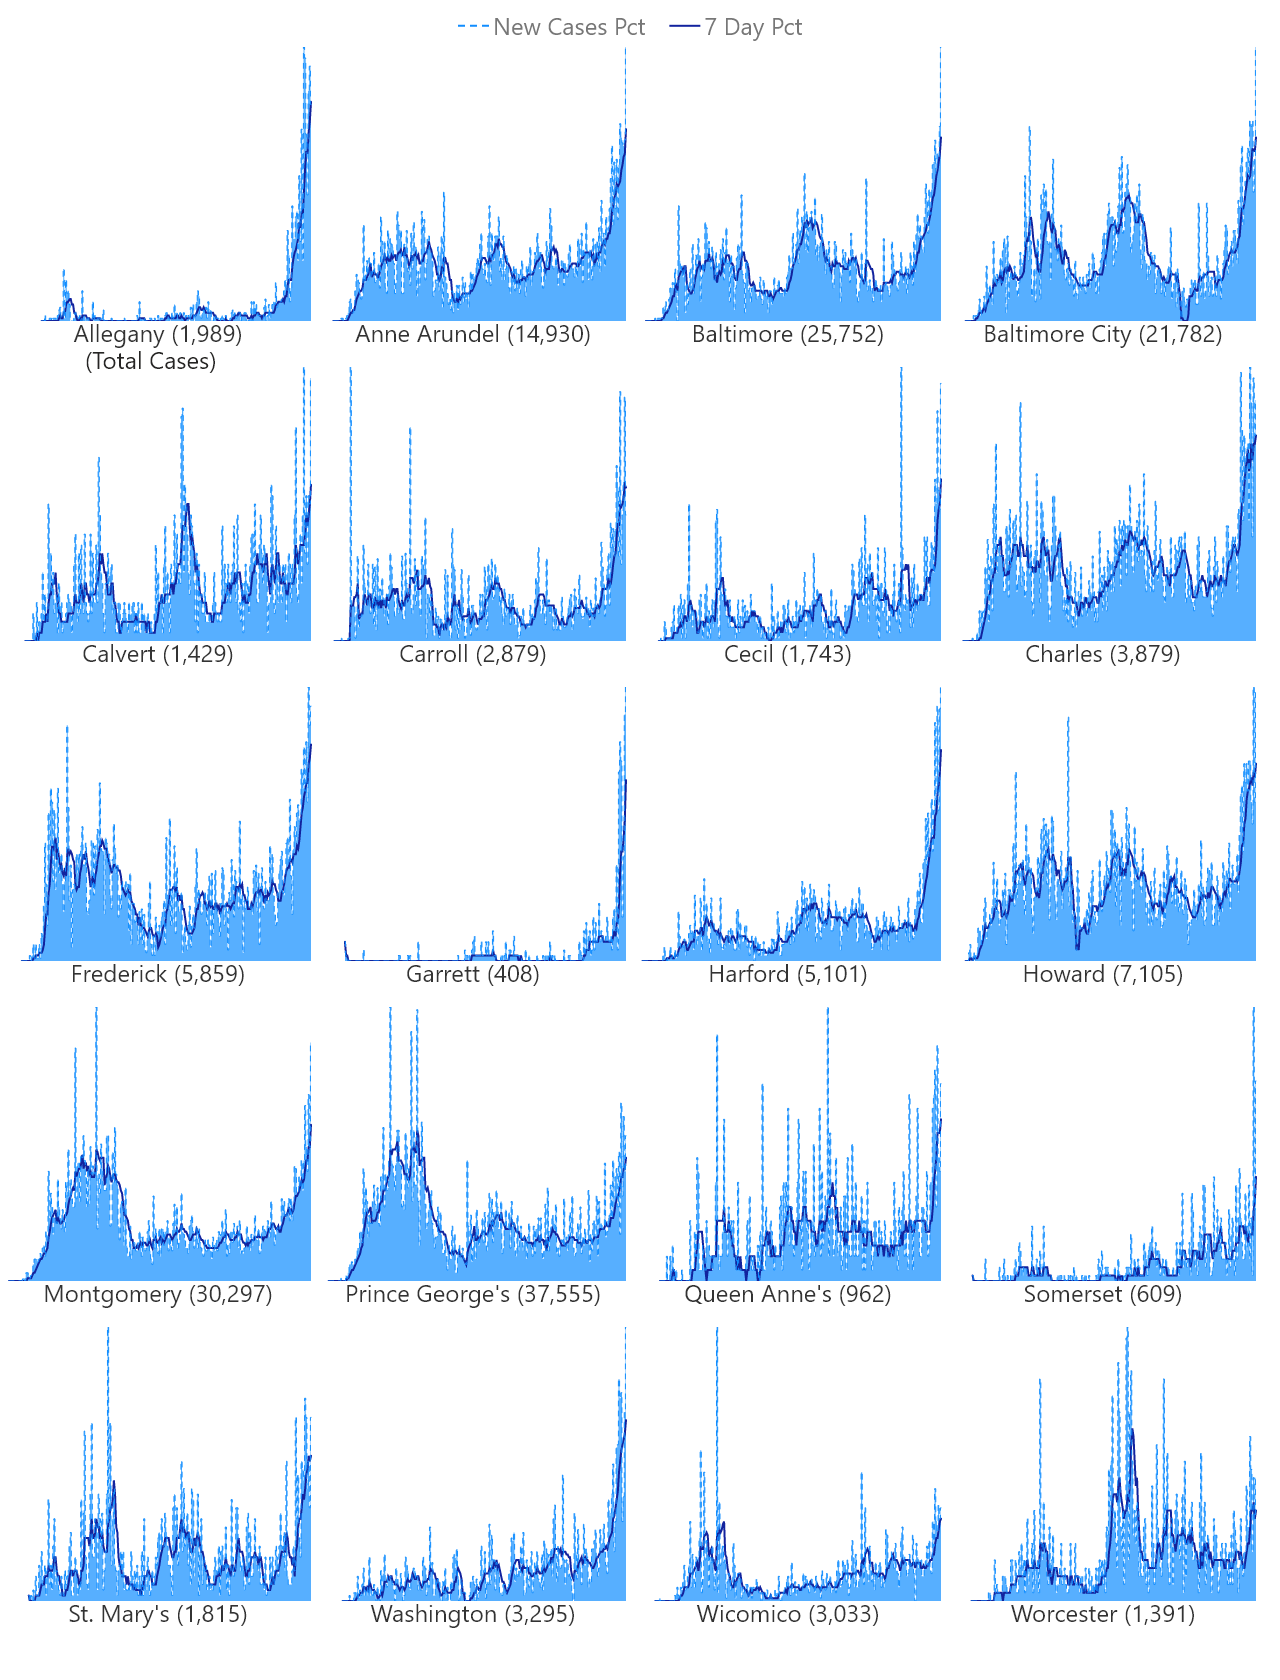 New Cases Pct 7 Day Pct
Allegany (1,989) Anne Arundel (14,930) Baltimore (25,752) Baltimore City (21,782)
(Total Cases)
Calvert (1,429) Carroll (2,879) Cecil (1,743) Charles (3,879)
Frederick (5,859) Garrett (408) Harford (5,101) Howard (7,105)
Montgomery (30,297) Prince George's (37,555) Queen Anne's (962) Somerset (609)
St. Mary's (1,815) Washington (3,295) Wicomico (3,033) Worcester (1,391)